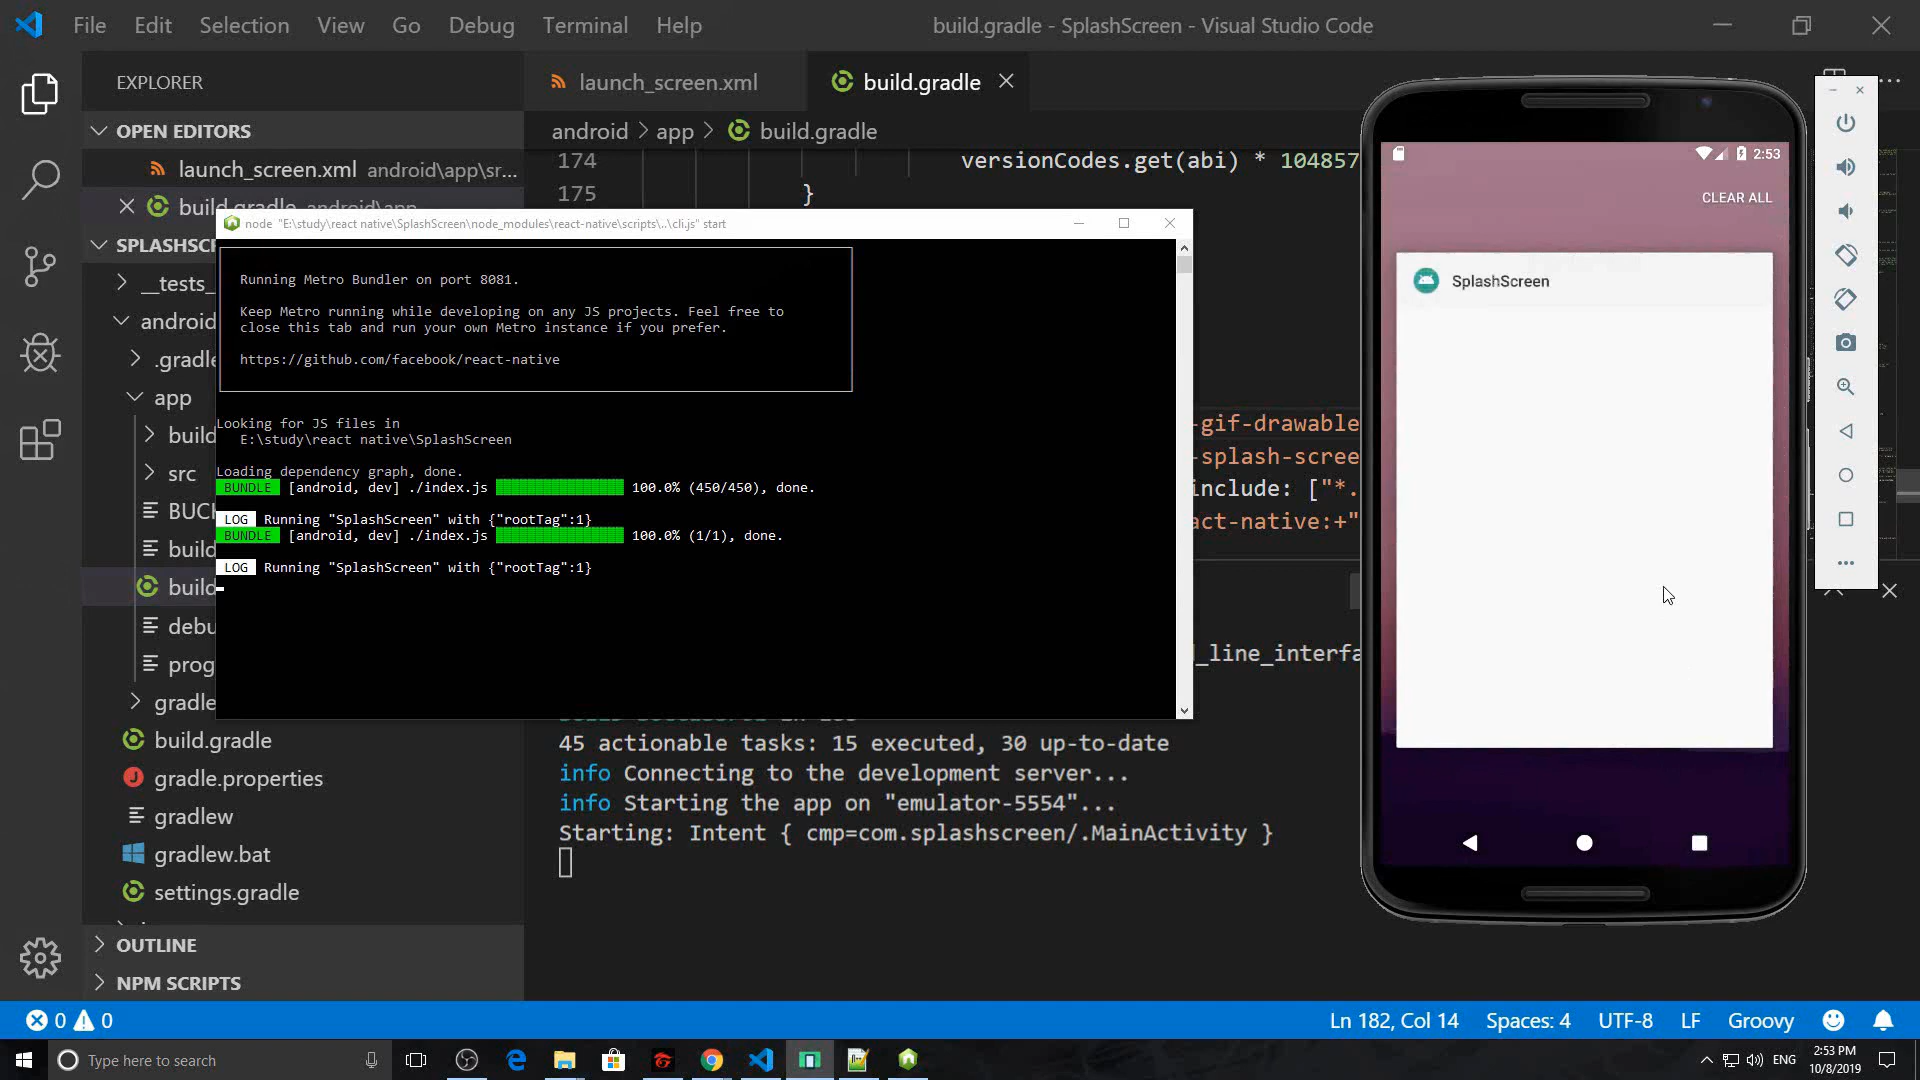 File Edit Selection View Go Debug Terminal Help
build.gradle - SplashScreen - Visual Studio Code
EXPLORER
OPEN EDITORS
launch_screen.xml android\app\sr...
build.gradle android\app
SPLASHSC
__tests_
android
.gradle
app
build
src
BUC
build
build
debu
prog
gradle
build.gradle
gradle.properties
gradlew
gradlew.bat
settings.gradle
OUTLINE
NPM SCRIPTS
launch_screen.xml
build.gradle
android > app > build.gradle
174 versionCodes.get(abi) * 104857
175 }
-gif-drawable
-splash-scree
include: ["*.
act-native:+"
node "E:\study\react native\SplashScreen\node_modules\react-native\scripts\..\cli.js" start
Running Metro Bundler on port 8081.
Keep Metro running while developing on any JS projects. Feel free to
close this tab and run your own Metro instance if you prefer.
https://github.com/facebook/react-native
Looking for JS files in
E:\study\react native\SplashScreen
Loading dependency graph, done.
BUNDLE [android, dev] ./index.js 100.0% (450/450), done.
LOG Running "SplashScreen" with {"rootTag":1}
BUNDLE [android, dev] ./index.js 100.0% (1/1), done.
LOG Running "SplashScreen" with {"rootTag":1}
_line_interfa
45 actionable tasks: 15 executed, 30 up-to-date
info Connecting to the development server...
info Starting the app on "emulator-5554"...
Starting: Intent { cmp=com.splashscreen/.MainActivity }
2:53
CLEAR ALL
SplashScreen
0 0
Ln 182, Col 14 Spaces: 4 UTF-8 LF Groovy
Type here to search
ENG
2:53 PM
10/8/2019